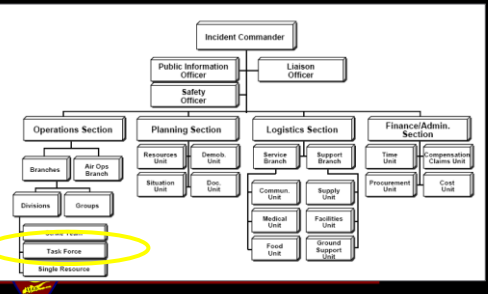 Incident Commander
Public Information
Officer
Liaison
Officer
Safety
Officer
Operations Section
Planning Section
Logistics Section
Finance/Admin.
Section
Branches
Air Ops
Branch
Resources
Unit
Demob.
Unit
Service
Branch
Support
Branch
Time
Unit
Compensation
Claims Unit
Situation
Unit
Doc.
Unit
Procurement
Unit
Cost
Unit
Divisions
Groups
Commun.
Unit
Supply
Unit
Medical
Unit
Facilities
Unit
Food
Unit
Ground
Support
Unit
Task Force
Single Resource